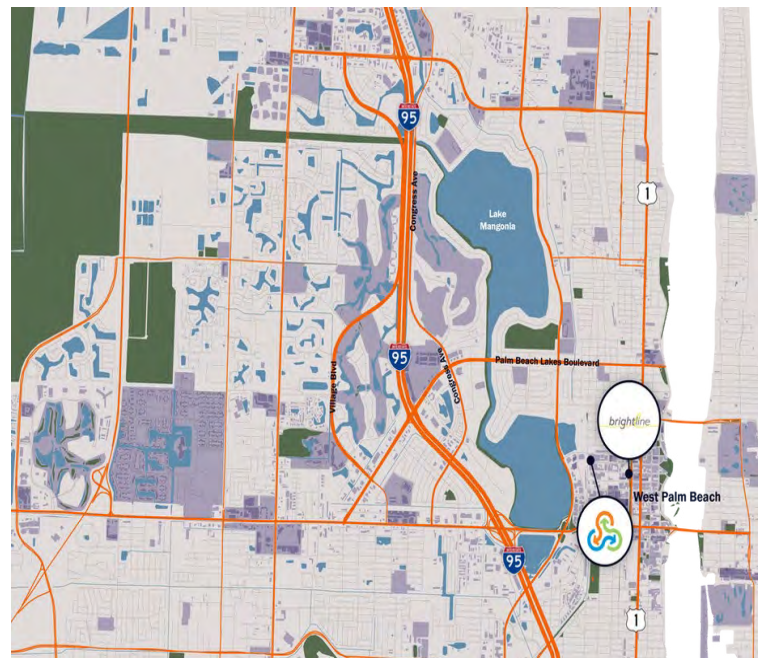 95
Congress Ave
1
Lake
Mangonia
95
Palm Beach Lakes Boulevard
Village Blvd
Congress Ave
brightline
West Palm Beach
95
1